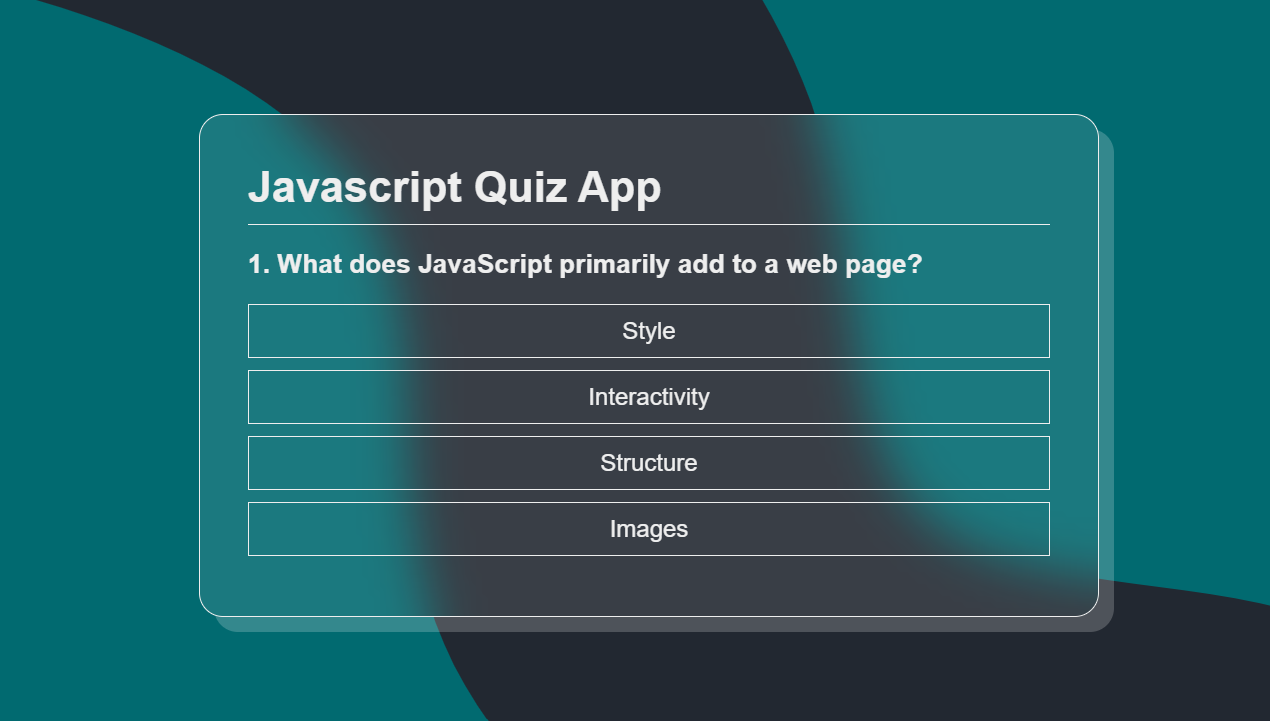 Javascript Quiz App
1. What does JavaScript primarily add to a web page?
Style
Interactivity
Structure
Images